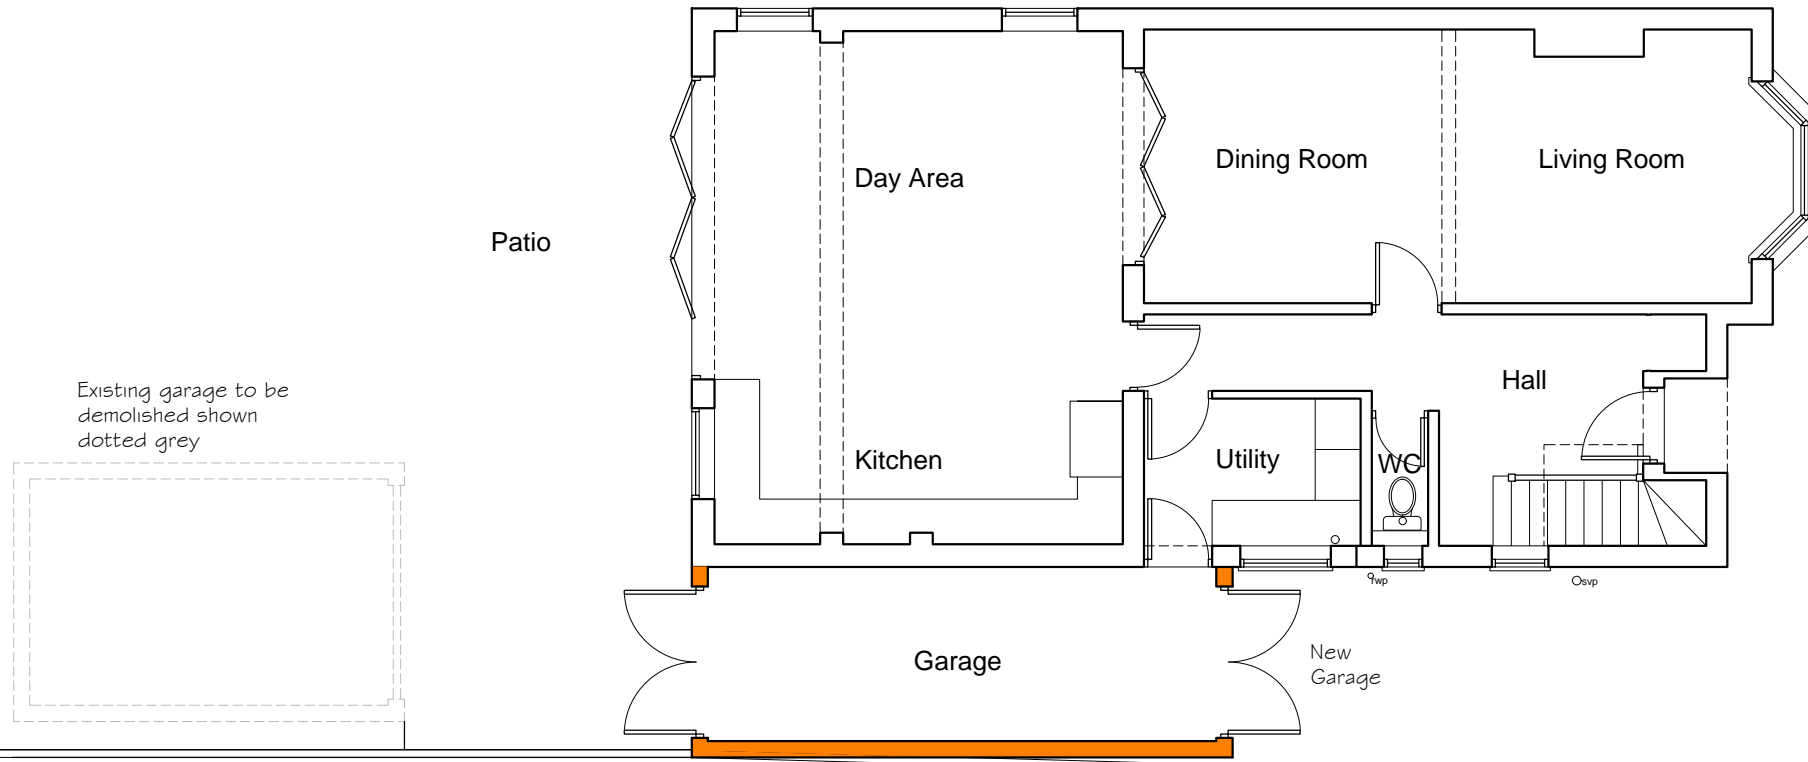 Dining Room
Living Room
Day Area
Patio
Existing garage to be
demolished shown
dotted grey
Hall
Kitchen
Utility
WC
rwp
svp
Garage
New
Garage